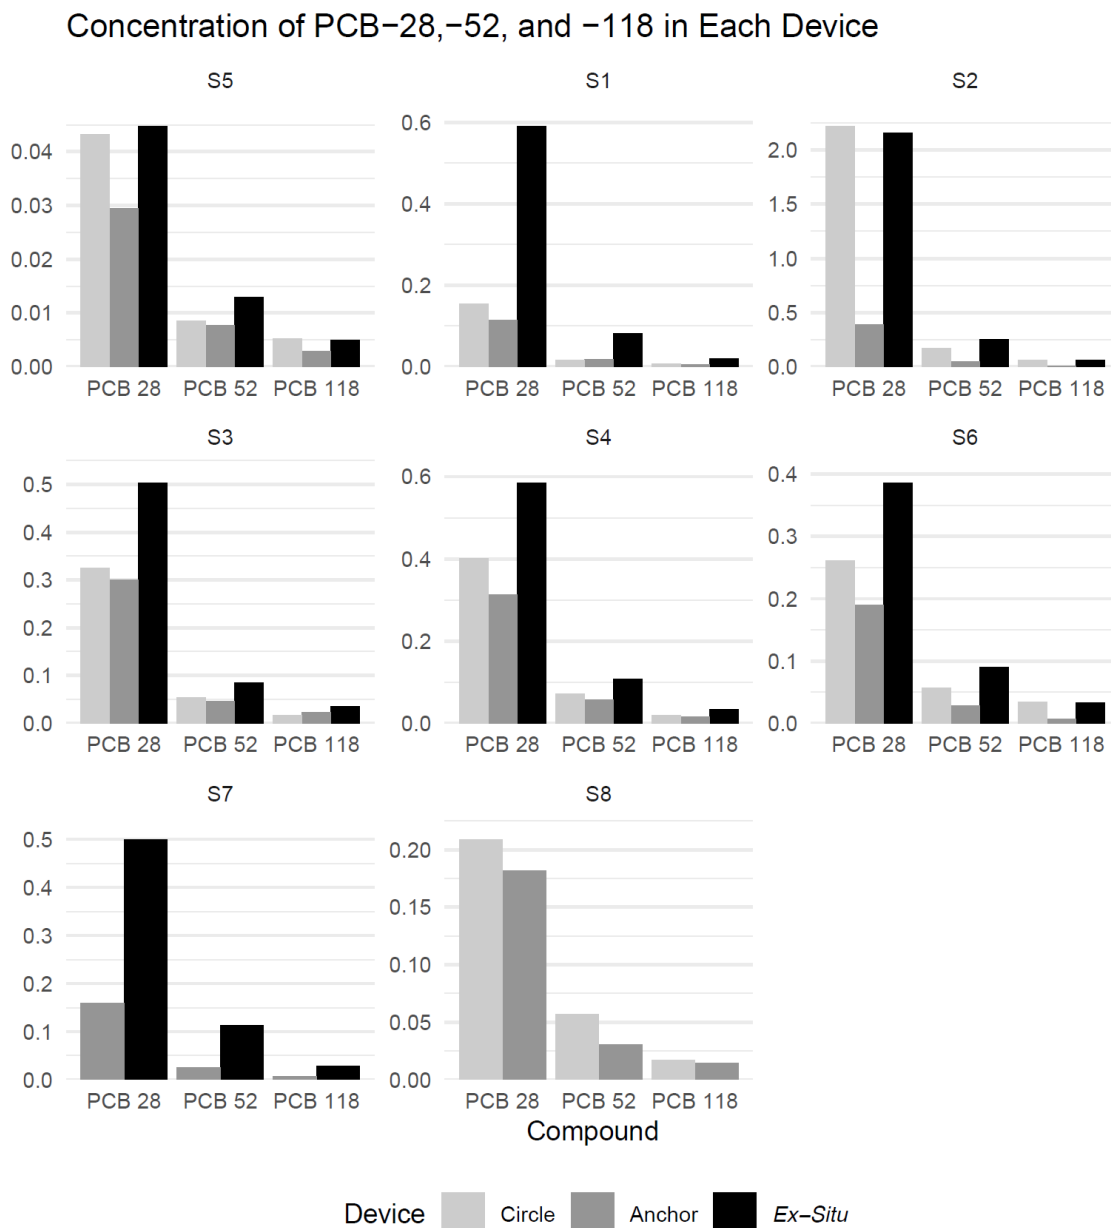 Concentration of PCB−28,−52, and −118 in Each Device
S5 S1 S2
0.04
0.03
0.02
0.01
0.00
PCB 28 PCB 52 PCB 118
0.6
0.4
0.2
0.0
PCB 28 PCB 52 PCB 118
2.0
1.5
1.0
0.5
0.0
PCB 28 PCB 52 PCB 118
S3 S4 S6
0.5
0.4
0.3
0.2
0.1
0.0
PCB 28 PCB 52 PCB 118
0.6
0.4
0.2
0.0
PCB 28 PCB 52 PCB 118
0.4
0.3
0.2
0.1
0.0
PCB 28 PCB 52 PCB 118
S7 S8
0.5
0.4
0.3
0.2
0.1
0.0
PCB 28 PCB 52 PCB 118
0.20
0.15
0.10
0.05
0.00
PCB 28 PCB 52 PCB 118
Compound
Device Circle Anchor Ex−Situ